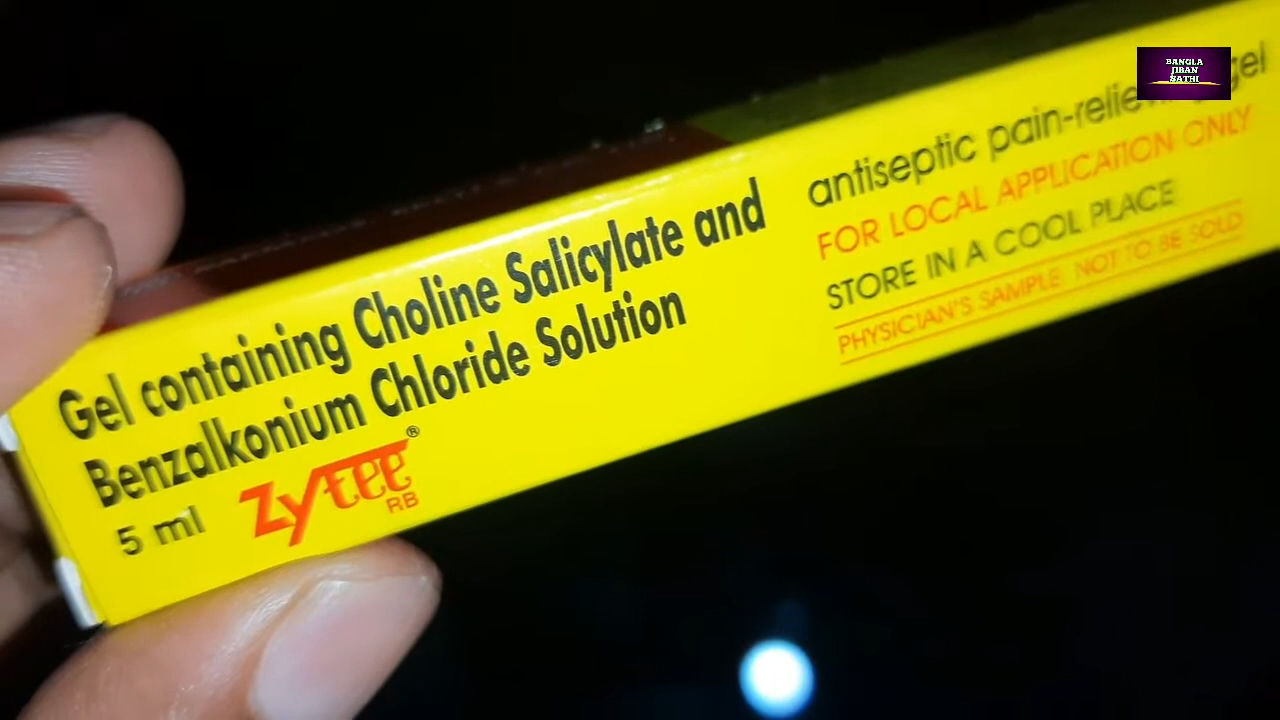 BANGLA
JIBAN
SATHI
Gel containing Choline Salicylate and
Benzalkonium Chloride Solution
5 ml
Zytee®
RB
antiseptic pain-relieving gel
FOR LOCAL APPLICATION ONLY
STORE IN A COOL PLACE
PHYSICIAN'S SAMPLE NOT TO BE SOLD